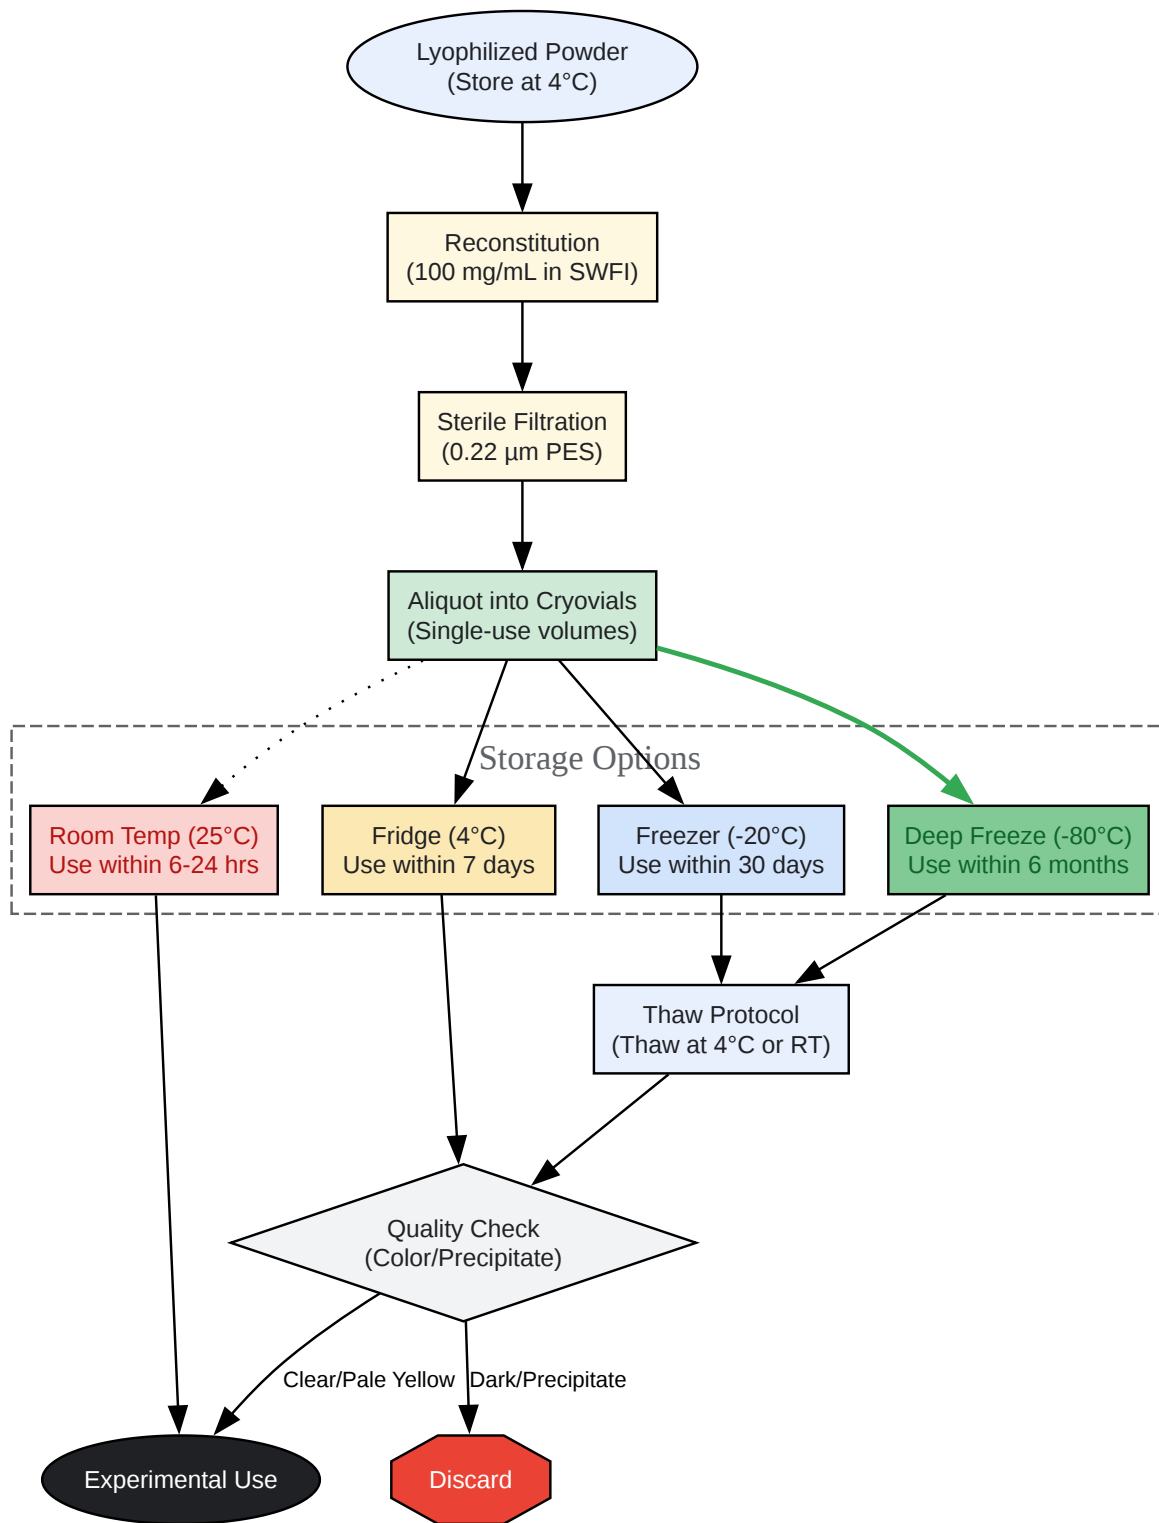 Lyophilized Powder
(Store at 4°C)
Reconstitution
(100 mg/mL in SWFI)
Sterile Filtration
(0.22 µm PES)
Aliquot into Cryovials
(Single-use volumes)
Storage Options
Room Temp (25°C)
Use within 6-24 hrs
Fridge (4°C)
Use within 7 days
Freezer (-20°C)
Use within 30 days
Deep Freeze (-80°C)
Use within 6 months
Thaw Protocol
(Thaw at 4°C or RT)
Quality Check
(Color/Precipitate)
Clear/Pale Yellow
Dark/Precipitate
Experimental Use
Discard